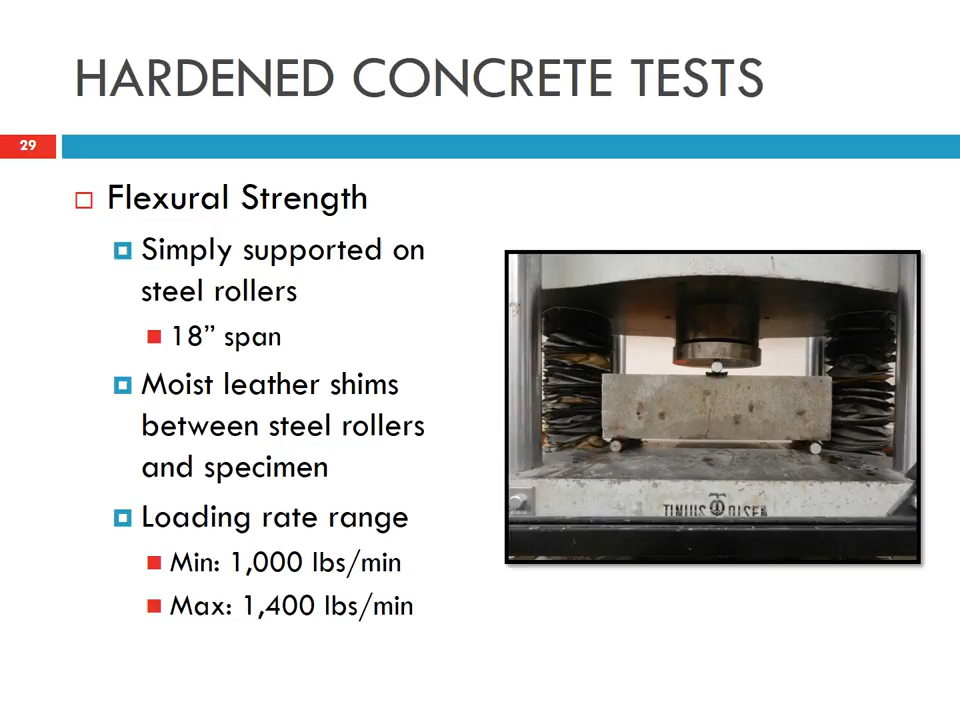 HARDENED CONCRETE TESTS
29
Flexural Strength
Simply supported on
steel rollers
18” span
Moist leather shims
between steel rollers
and specimen
Loading rate range
Min: 1,000 lbs/min
Max: 1,400 lbs/min
TINIUS OLSEN